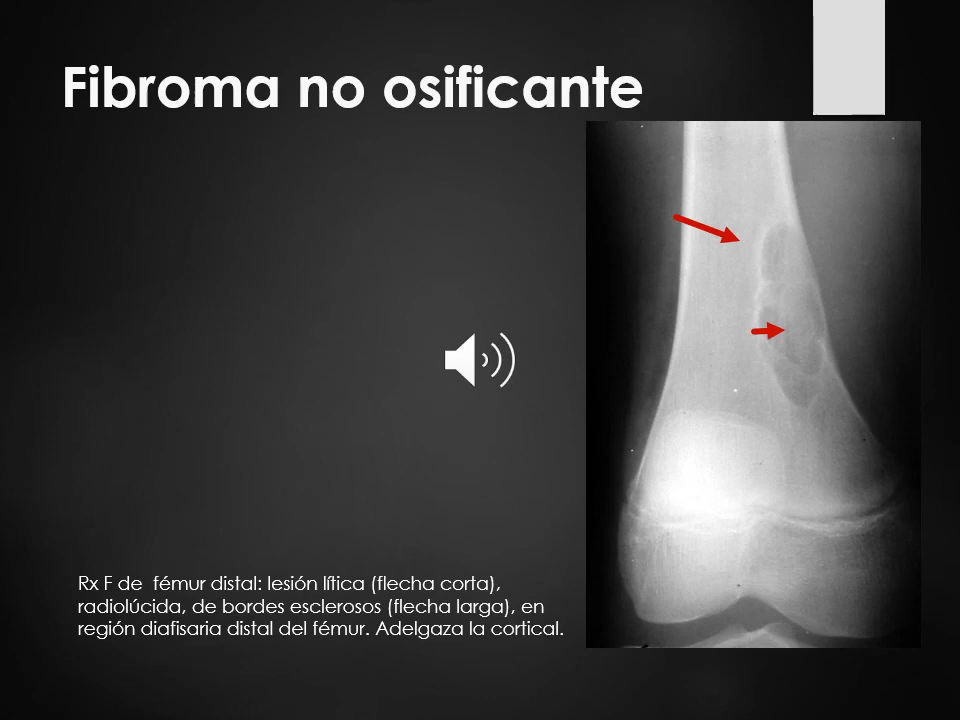 Fibroma no osificante
Rx F de  fémur distal: lesión lítica (flecha corta),
radiolúcida, de bordes esclerosos (flecha larga), en
región diafisaria distal del fémur. Adelgaza la cortical.